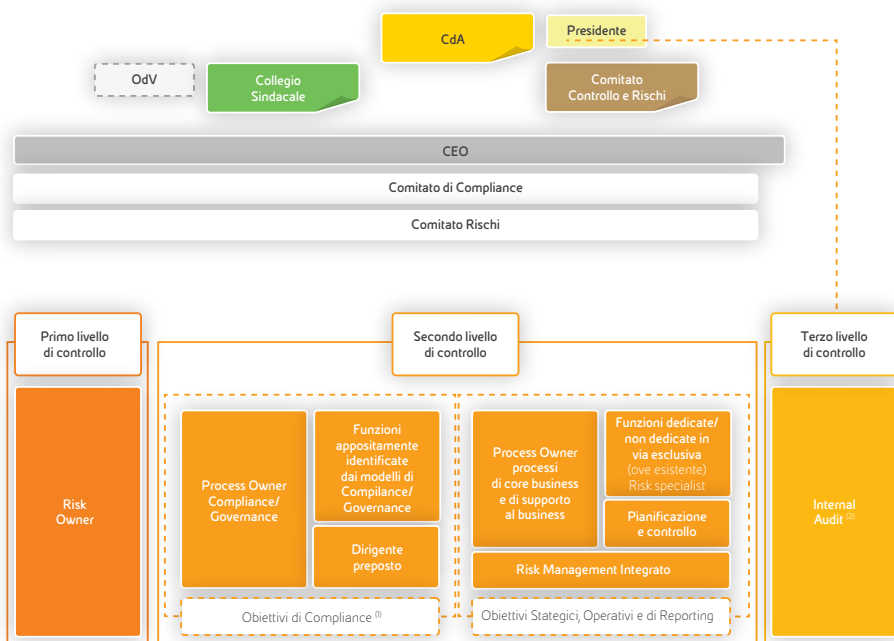 CdA
Presidente
OdV
Collegio
Sindacale
Comitato
Controllo e Rischi
CEO
Comitato di Compliance
Comitato Rischi
Primo livello
di controllo
Secondo livello
di controllo
Terzo livello
di controllo
Risk
Owner
Process Owner
Compliance/
Governance
Funzioni
appositamente
identificate
dai modelli di
Compilance/
Governance
Dirigente
preposto
Obiettivi di Compliance (1)
Process Owner
processi
di core business
e di supporto
al business
Funzioni dedicate/
non dedicate in
via esclusiva
(ove esistente)
Risk specialist
Pianificazione
e controllo
Risk Management Integrato
Obiettivi Stategici, Operativi e di Reporting
Internal
Audit (2)